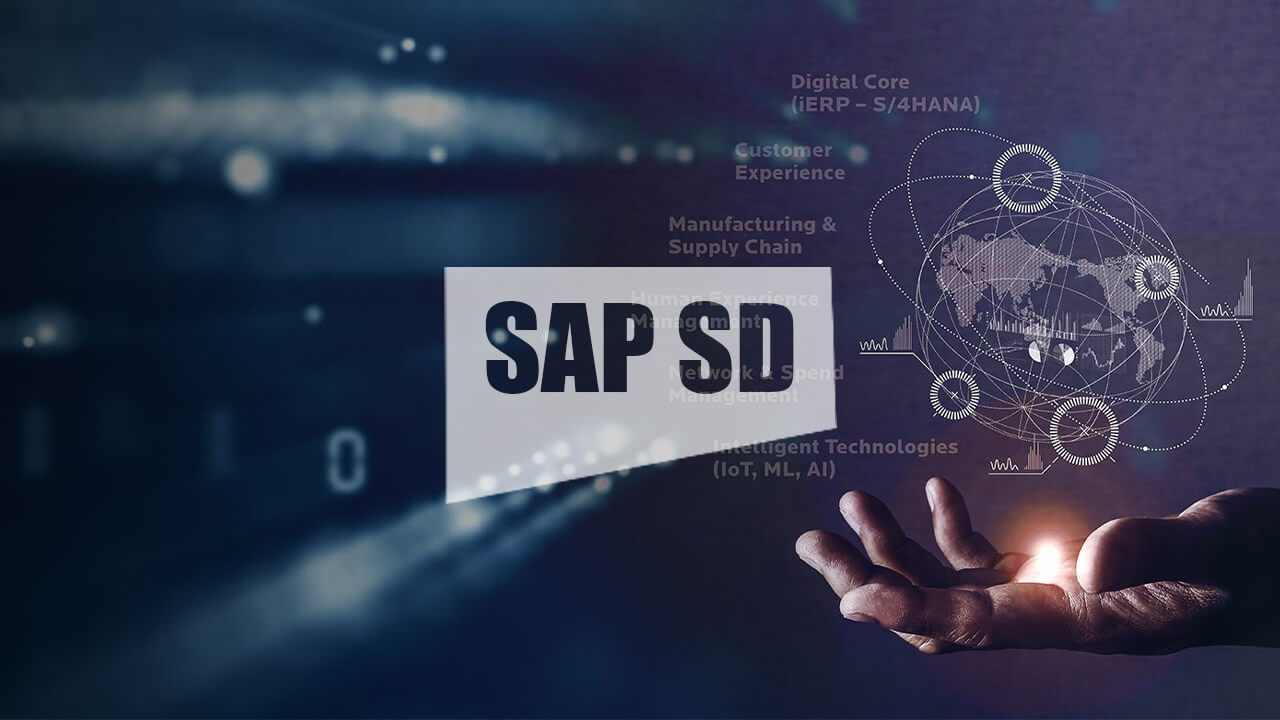 Digital Core
(iERP – S/4HANA)
Customer
Experience
Manufacturing &
Supply Chain
Human Experience
Management
SAP SD
Network & Spend
Management
Intelligent Technologies
(IoT, ML, AI)
0